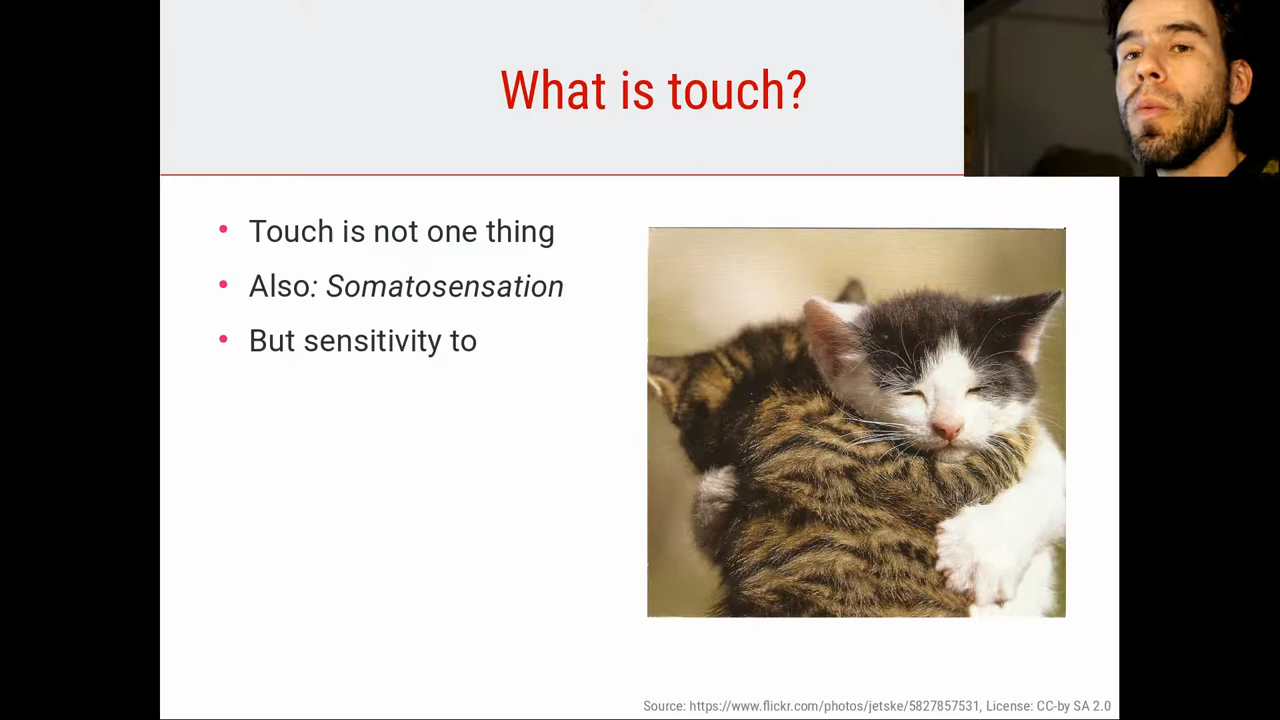 What is touch?
Touch is not one thing
Also: Somatosensation
But sensitivity to
Source: https://www.flickr.com/photos/jetske/5827857531, License: CC-by SA 2.0